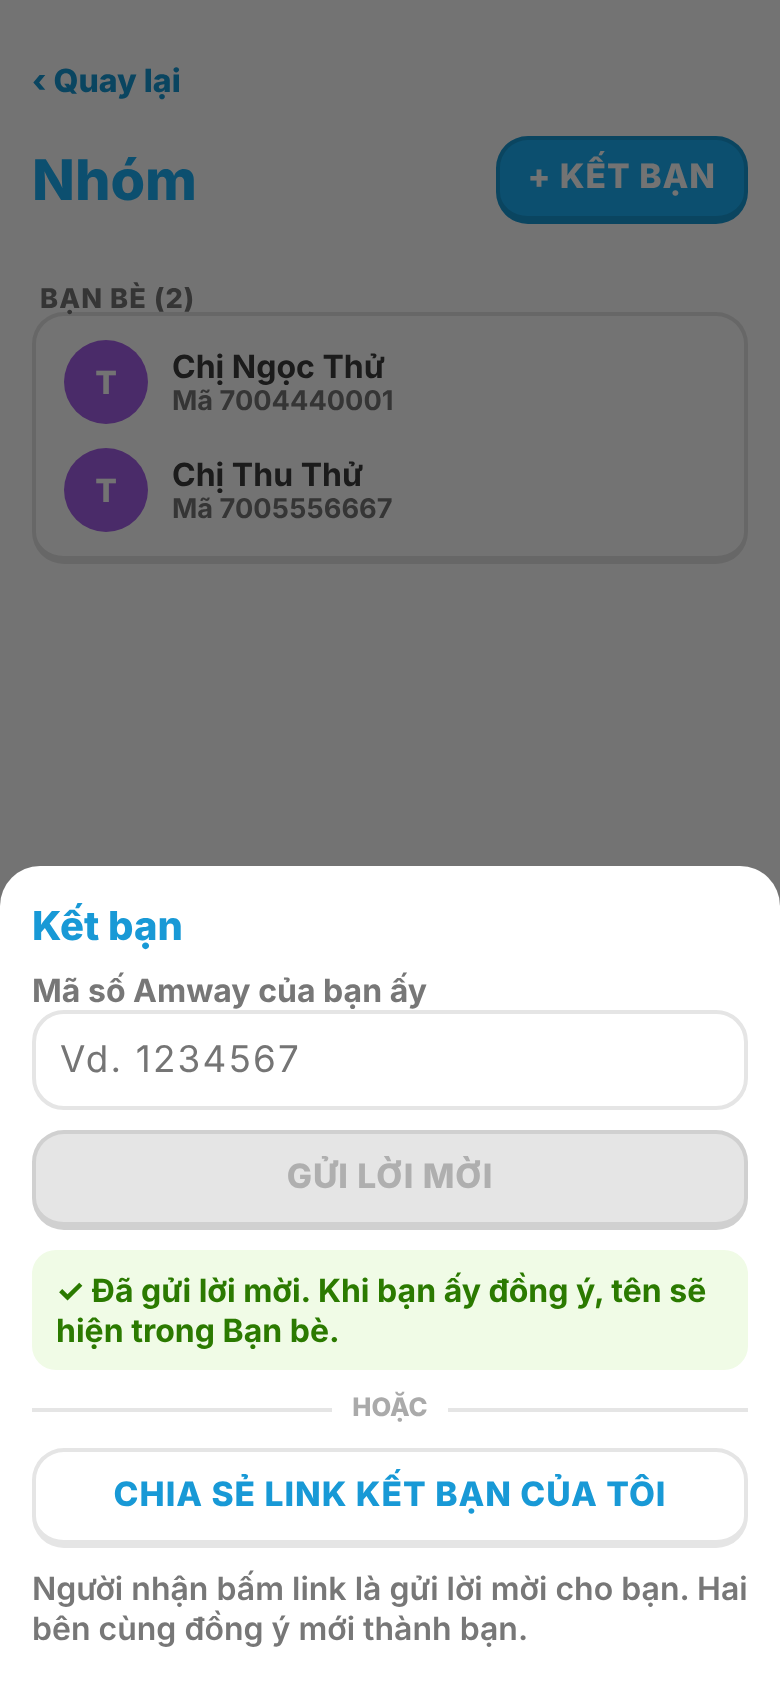 ‹ Quay lại
Nhóm
+ KẾT BẠN
BẠN BÈ (2)
T
Chị Ngọc Thử
Mã 7004440001
T
Chị Thu Thử
Mã 7005556667
Kết bạn
Mã số Amway của bạn ấy
Vd. 1234567
GỬI LỜI MỜI
✓ Đã gửi lời mời. Khi bạn ấy đồng ý, tên sẽ
hiện trong Bạn bè.
HOẶC
CHIA SẺ LINK KẾT BẠN CỦA TÔI
Người nhận bấm link là gửi lời mời cho bạn. Hai
bên cùng đồng ý mới thành bạn.